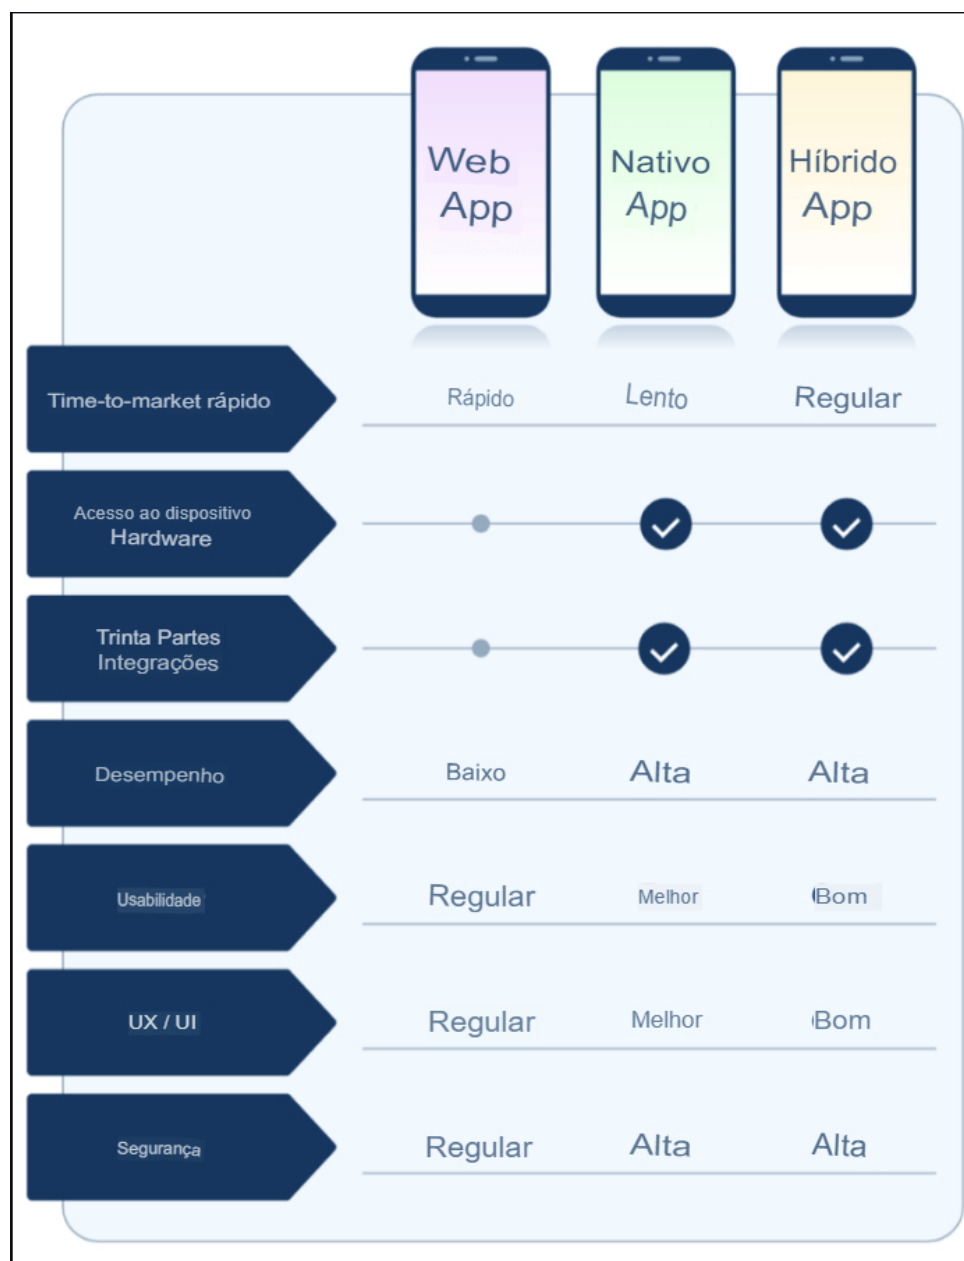 Web
App
Nativo
App
Híbrido
App
Time-to-market rápido
Rápido
Lento
Regular
Acesso ao dispositivo
Hardware
Trinta Partes
Integrações
Desempenho
Baixo
Alta
Alta
Usabilidade
Regular
Melhor
Bom
UX / UI
Regular
Melhor
Bom
Segurança
Regular
Alta
Alta